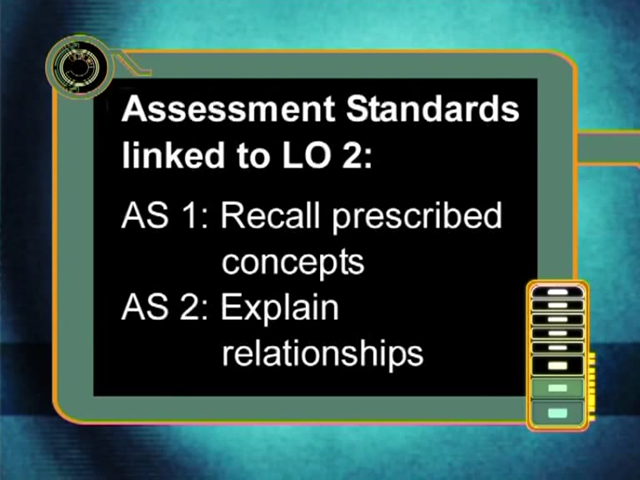 Assessment Standards
linked to LO 2:
AS 1: Recall prescribed
concepts
AS 2: Explain
relationships